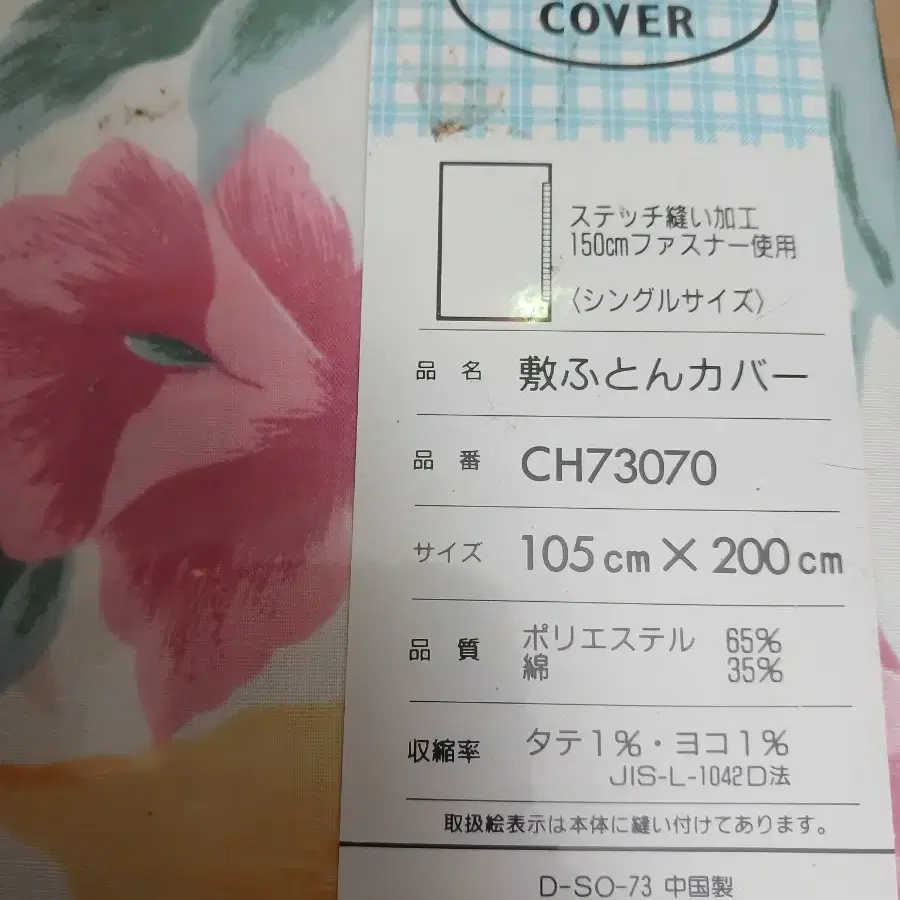 COVER
ステッチ縫い加工
150cmファスナー使用
〈シングルサイズ〉
品名 敷ふとんカバー
品番 CH73070
サイズ 105cm×200cm
品質 ポリエステル 65%
綿 35%
収縮率 タテ1%・ヨコ1%
JIS-L-1042D法
取扱絵表示は本体に縫い付けてあります。
D-SO-73 中国製